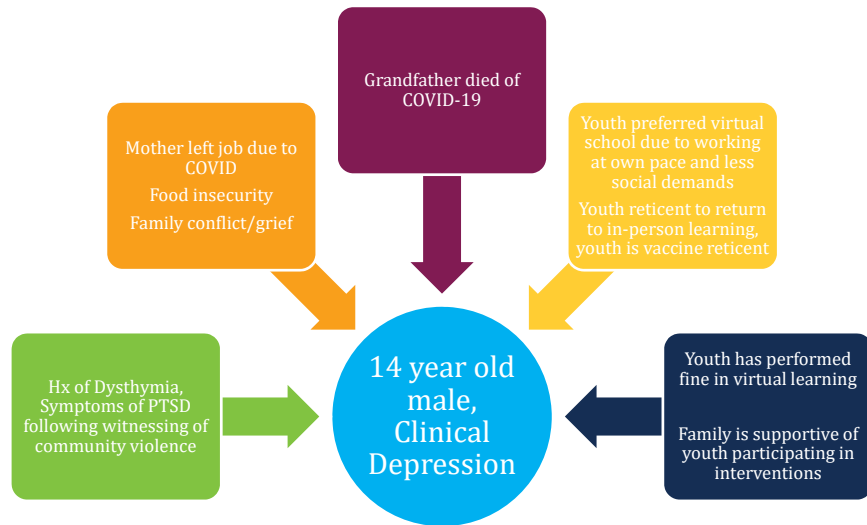 Grandfather died of
COVID-19
Mother left job due to
COVID
Food insecurity
Family conflict/grief
Youth preferred virtual
school due to working
at own pace and less
social demands
Youth reticent to return
to in-person learning,
youth is vaccine reticent
Hx of Dysthymia,
Symptoms of PTSD
following witnessing of
community violence
14 year old
male,
Clinical
Depression
Youth has performed
fine in virtual learning
Family is supportive of
youth participating in
interventions